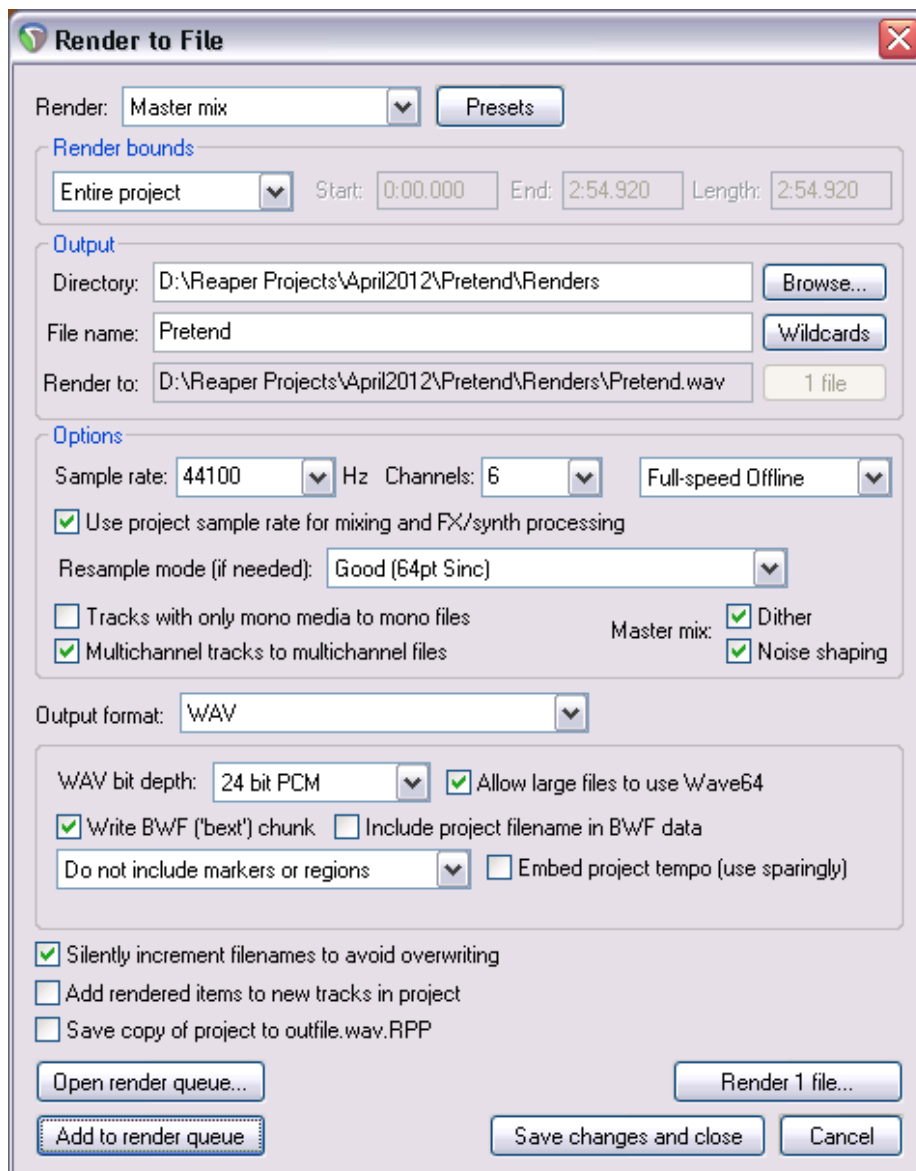 Render to File
Render: Master mix Presets
Render bounds
Entire project Start: 0:00.000 End: 2:54.920 Length: 2:54.920
Output
Directory: D:\Reaper Projects\April2012\Pretend\Renders Browse...
File name: Pretend Wildcards
Render to: D:\Reaper Projects\April2012\Pretend\Renders\Pretend.wav 1 file
Options
Sample rate: 44100 Hz Channels: 6 Full-speed Offline
Use project sample rate for mixing and FX/synth processing
Resample mode (if needed): Good (64pt Sinc)
Tracks with only mono media to mono files Master mix: Dither
Multichannel tracks to multichannel files Noise shaping
Output format: WAV
WAV bit depth: 24 bit PCM Allow large files to use Wave64
Write BWF ('bext') chunk Include project filename in BWF data
Do not include markers or regions Embed project tempo (use sparingly)
Silently increment filenames to avoid overwriting
Add rendered items to new tracks in project
Save copy of project to outfile.wav.RPP
Open render queue... Render 1 file...
Add to render queue Save changes and close Cancel